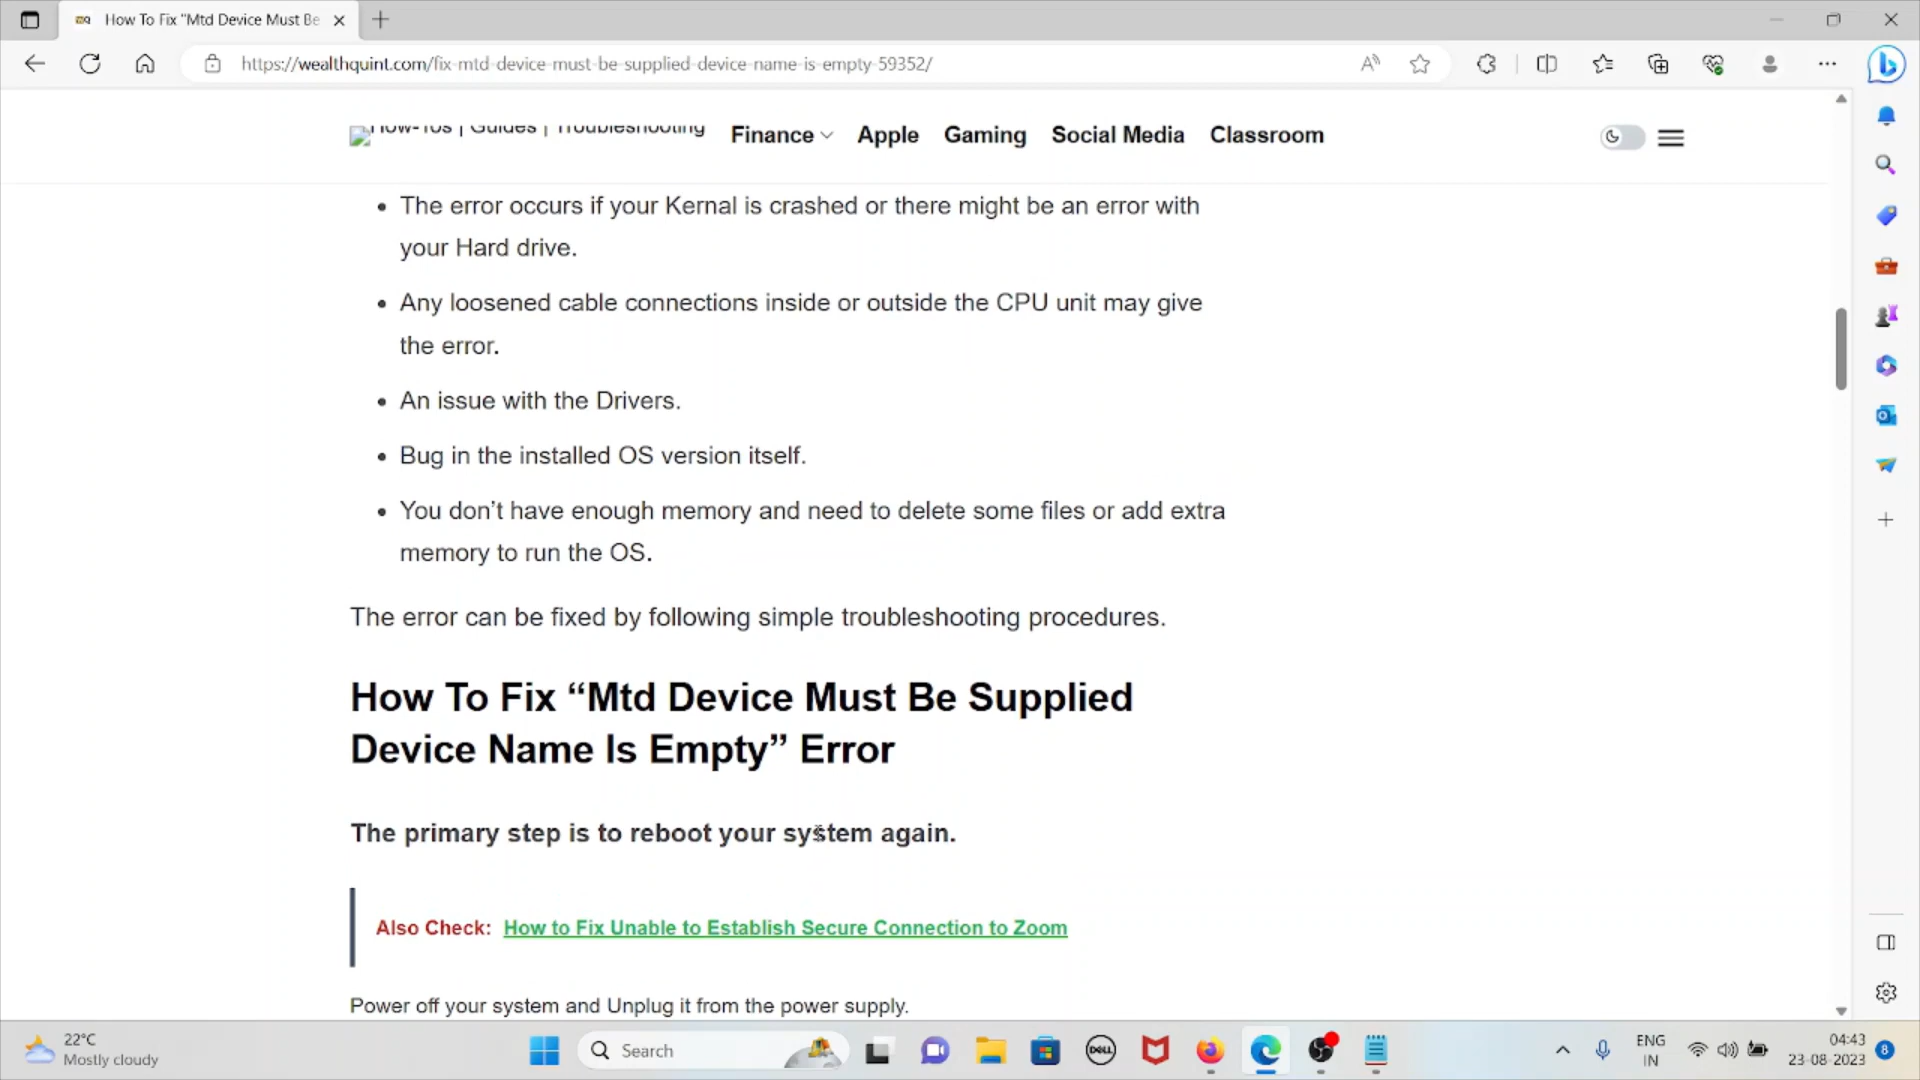 How To Fix "Mtd Device Must Be
https://wealthquint.com/fix-mtd-device-must-be-supplied-device-name-is-empty-59352/
How-Tos | Guides | Troubleshooting
Finance
Apple
Gaming
Social Media
Classroom
• The error occurs if your Kernal is crashed or there might be an error with
your Hard drive.
• Any loosened cable connections inside or outside the CPU unit may give
the error.
• An issue with the Drivers.
• Bug in the installed OS version itself.
• You don’t have enough memory and need to delete some files or add extra
memory to run the OS.
The error can be fixed by following simple troubleshooting procedures.
How To Fix “Mtd Device Must Be Supplied
Device Name Is Empty” Error
The primary step is to reboot your system again.
Also Check: How to Fix Unable to Establish Secure Connection to Zoom
Power off your system and Unplug it from the power supply.
22°C
Mostly cloudy
Search
DELL
ENG
IN
04:43
23-08-2023
8